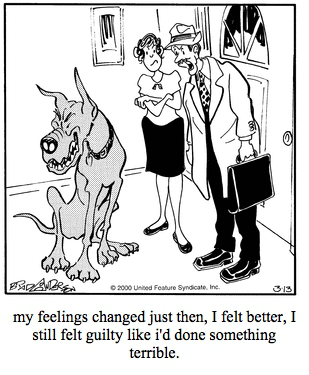 © 2000 United Feature Syndicate, Inc.
3-13
my feelings changed just then, I felt better, I
still felt guilty like i'd done something
terrible.